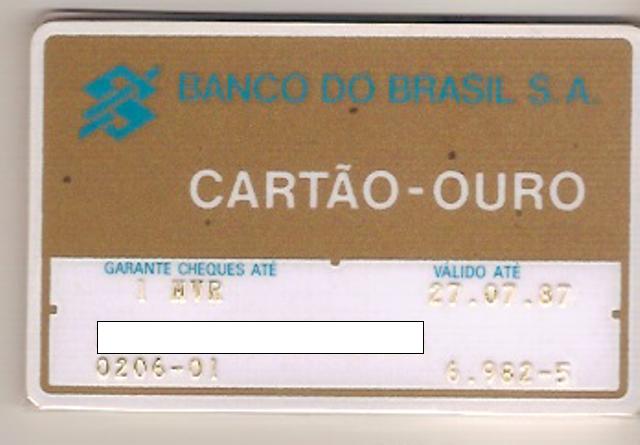 BANCO DO BRASIL S.A.
CARTÃO-OURO
GARANTE CHEQUES ATÉ
VÁLIDO ATÉ
1 MVR
27.07.87
0206-01
6.982-5